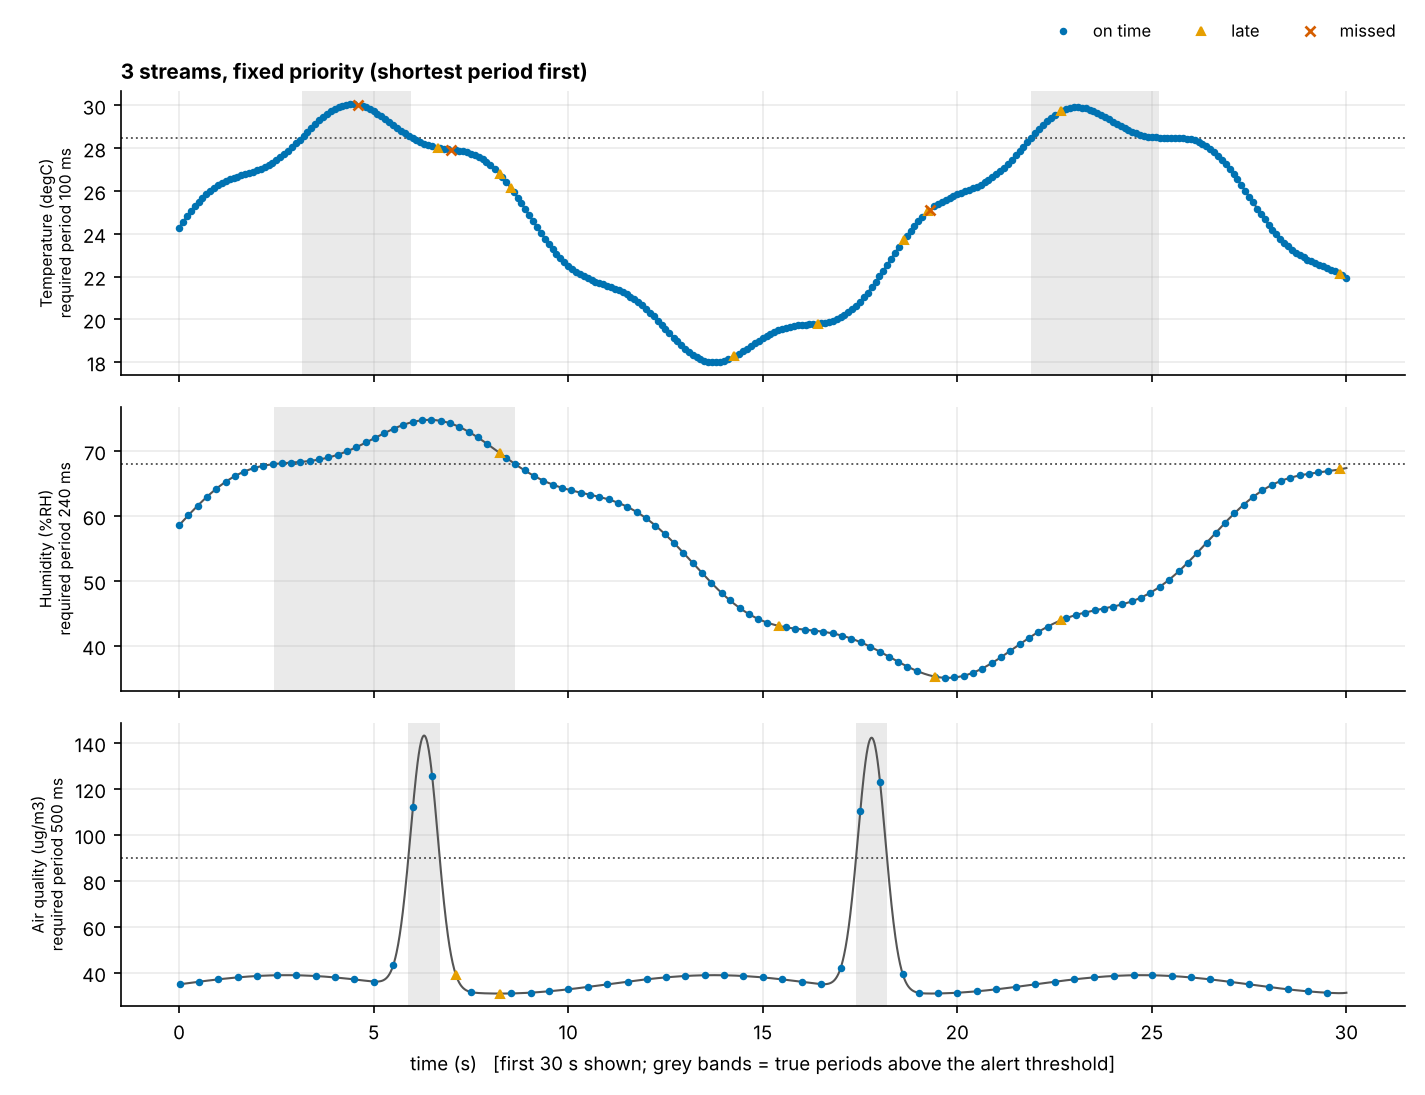 on time late missed
3 streams, fixed priority (shortest period first)
Temperature (degC)
required period 100 ms
30
28
26
24
22
20
18
Humidity (%RH)
required period 240 ms
70
60
50
40
Air quality (ug/m3)
required period 500 ms
140
120
100
80
60
40
0 5 10 15 20 25 30
time (s) [first 30 s shown; grey bands = true periods above the alert threshold]